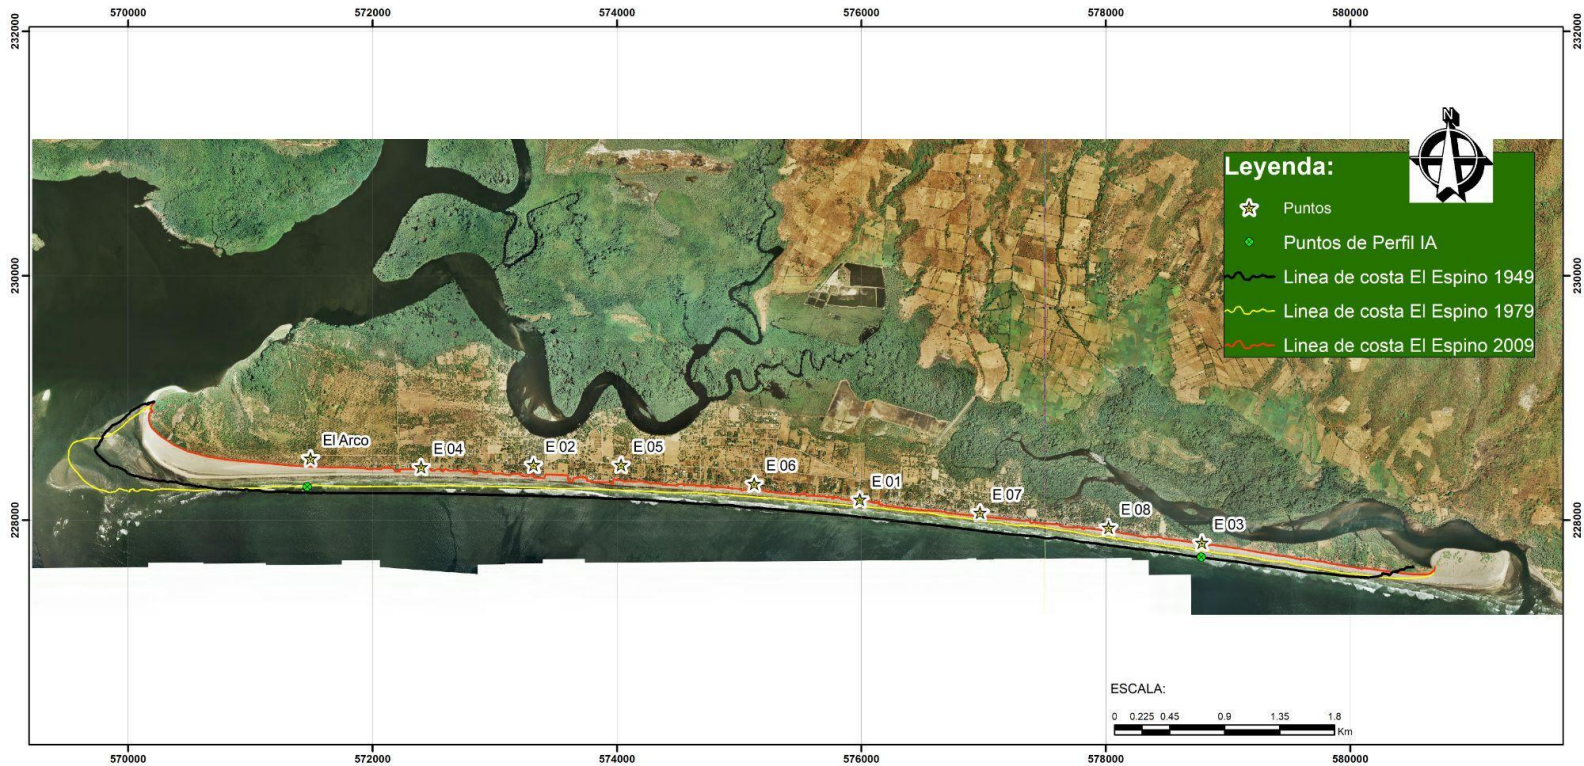 570000 572000 574000 576000 578000 580000
232000 232000
N
Leyenda:
Puntos
230000 230000
Puntos de Perfil IA
Linea de costa El Espino 1949
Linea de costa El Espino 1979
Linea de costa El Espino 2009
El Arco
E 04
E 02
E 05
E 06
E 01
E 07
E 08
E 03
228000 228000
ESCALA:
0 0.225 0.45 0.9 1.35 1.8
Km
570000 572000 574000 576000 578000 580000